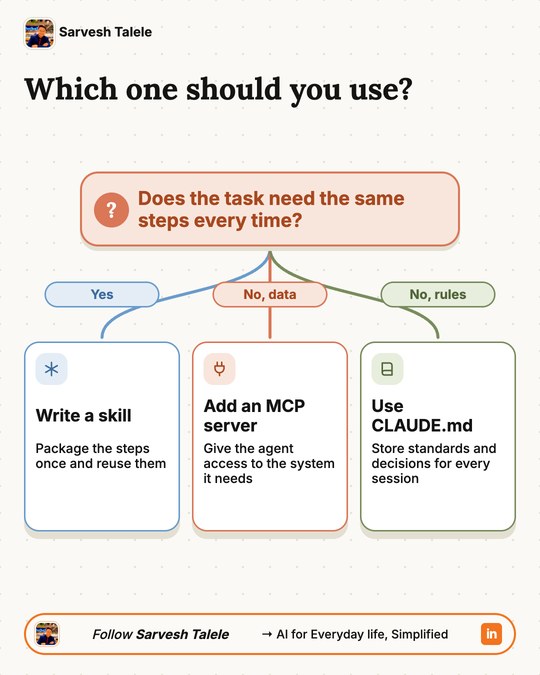 Sarvesh Talele
Which one should you use?
?
Does the task need the same
steps every time?
Yes
No, data
No, rules
Write a skill
Package the steps
once and reuse them
Add an MCP
server
Give the agent
access to the system
it needs
Use
CLAUDE.md
Store standards and
decisions for every
session
Follow Sarvesh Talele
→ AI for Everyday life, Simplified
in